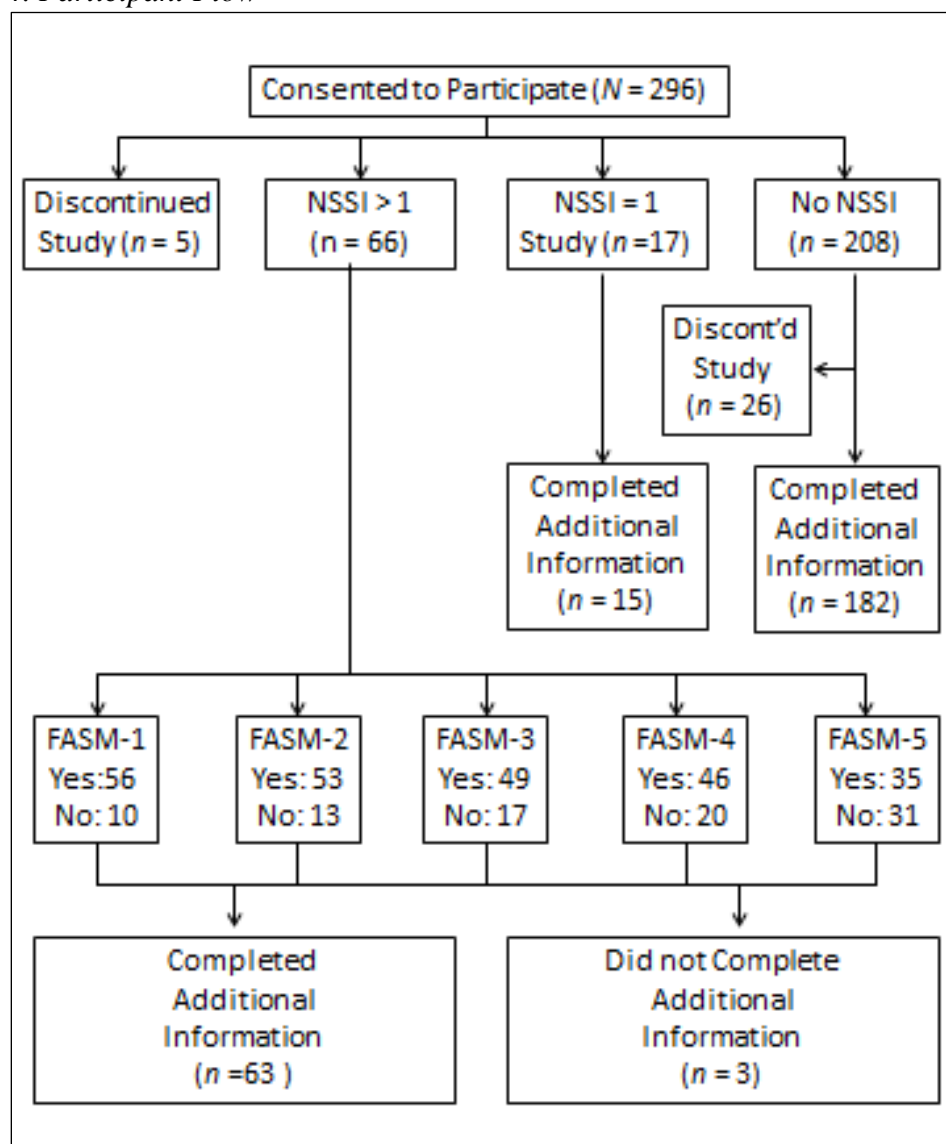 Consented to Participate (N = 296)
Discontinued
Study (n = 5)
NSSI > 1
(n = 66)
NSSI = 1
Study (n =17)
No NSSI
(n = 208)
Discont’d
Study
(n = 26)
Completed
Additional
Information
(n = 15)
Completed
Additional
Information
(n = 182)
FASM-1
Yes:56
No: 10
FASM-2
Yes: 53
No: 13
FASM-3
Yes: 49
No: 17
FASM-4
Yes: 46
No: 20
FASM-5
Yes: 35
No: 31
Completed
Additional
Information
(n =63 )
Did not Complete
Additional
Information
(n = 3)